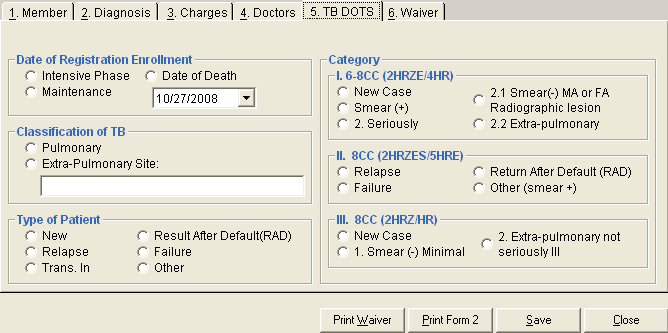 1. Member 2. Diagnosis 3. Charges 4. Doctors 5. TB DOTS 6. Waiver
Date of Registration Enrollment
Intensive Phase Date of Death
Maintenance
10/27/2008
Classification of TB
Pulmonary
Extra-Pulmonary Site:
Type of Patient
New Result After Default(RAD)
Relapse Failure
Trans. In Other
Category
I. 6-8CC (2HRZE/4HR)
New Case
Smear (+)
2. Seriously
2.1 Smear(-) MA or FA
Radiographic lesion
2.2 Extra-pulmonary
II. 8CC (2HRZES/5HRE)
Relapse Return After Default (RAD)
Failure Other (smear +)
III. 8CC (2HRZ/HR)
New Case
1. Smear (-) Minimal
2. Extra-pulmonary not
seriously III
Print Waiver Print Form 2 Save Close